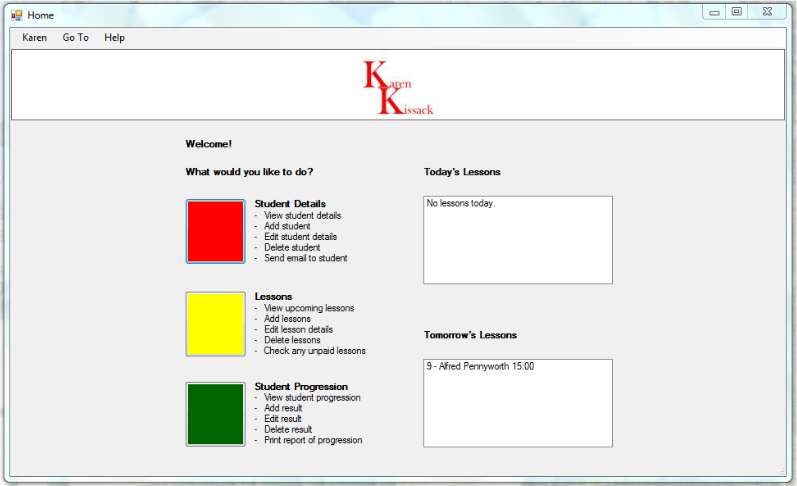 Home
Karen Go To Help
Karen
Kissack
Welcome!
What would you like to do?
Student Details
- View student details
- Add student
- Edit student details
- Delete student
- Send email to student
Lessons
- View upcoming lessons
- Add lessons
- Edit lesson details
- Delete lessons
- Check any unpaid lessons
Student Progression
- View student progression
- Add result
- Edit result
- Delete result
- Print report of progression
Today's Lessons
No lessons today.
Tomorrow's Lessons
9 - Alfred Pennyworth 15:00